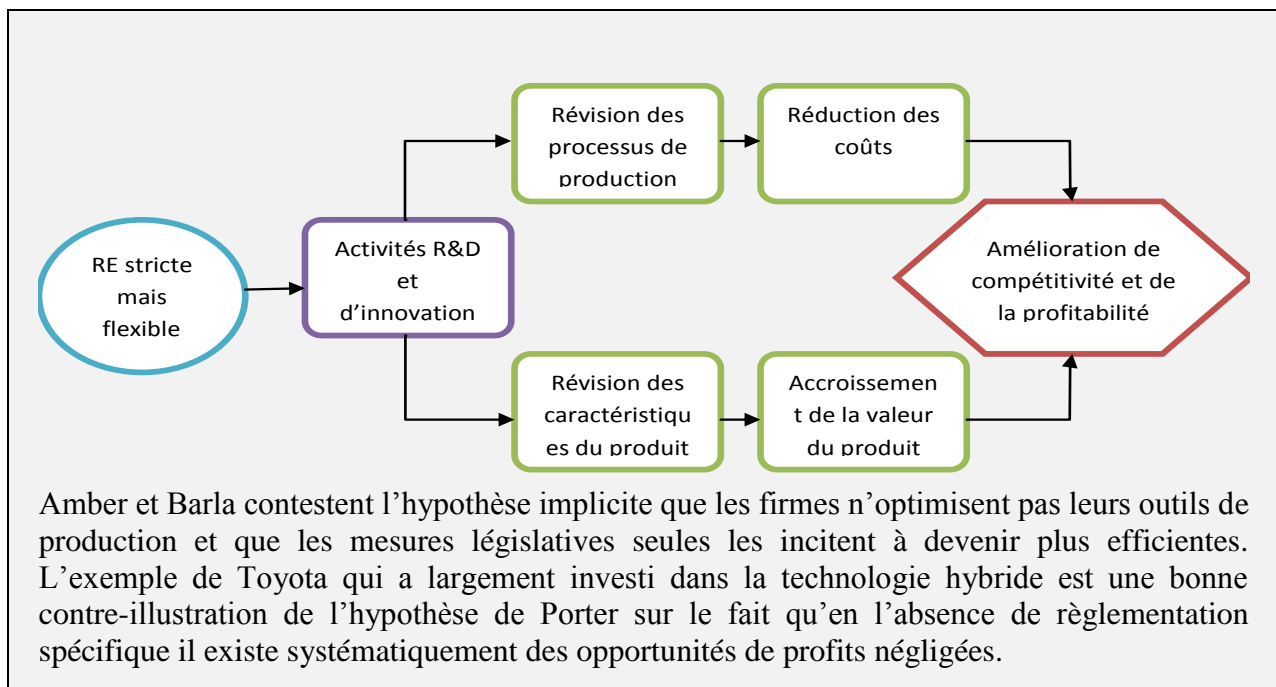 RE stricte
mais
flexible
Activités R&D
et
d’innovation
Révision des
processus de
production
Réduction des
coûts
Révision des
caractéristiqu
es du produit
Accroissemen
t de la valeur
du produit
Amélioration de
compétitivité et de
la profitabilité
Amber et Barla contestent l’hypothèse implicite que les firmes n’optimisent pas leurs outils de
production et que les mesures législatives seules les incitent à devenir plus efficientes.
L’exemple de Toyota qui a largement investi dans la technologie hybride est une bonne
contre-illustration de l’hypothèse de Porter sur le fait qu’en l’absence de règlementation
spécifique il existe systématiquement des opportunités de profits négligées.